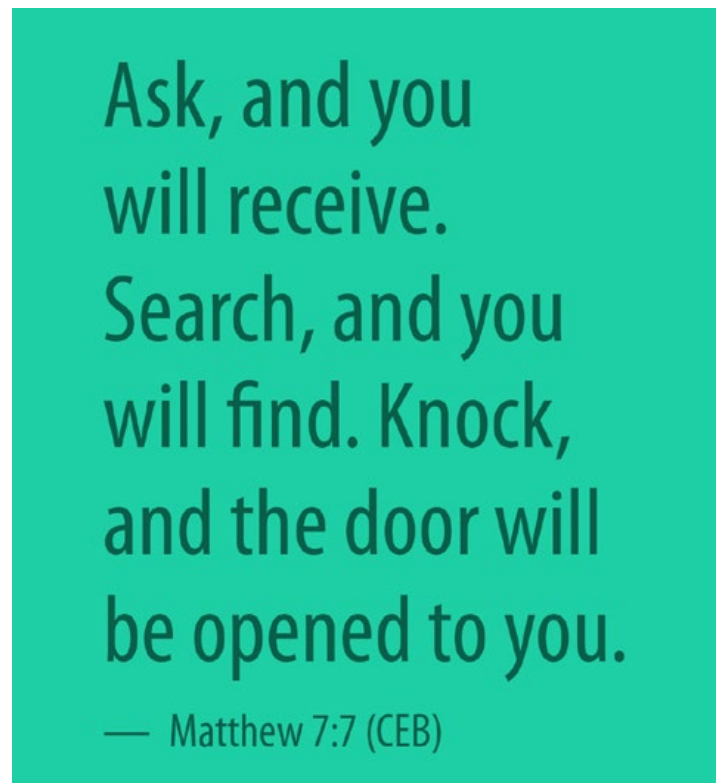 Ask, and you
will receive.
Search, and you
will find. Knock,
and the door will
be opened to you.
— Matthew 7:7 (CEB)